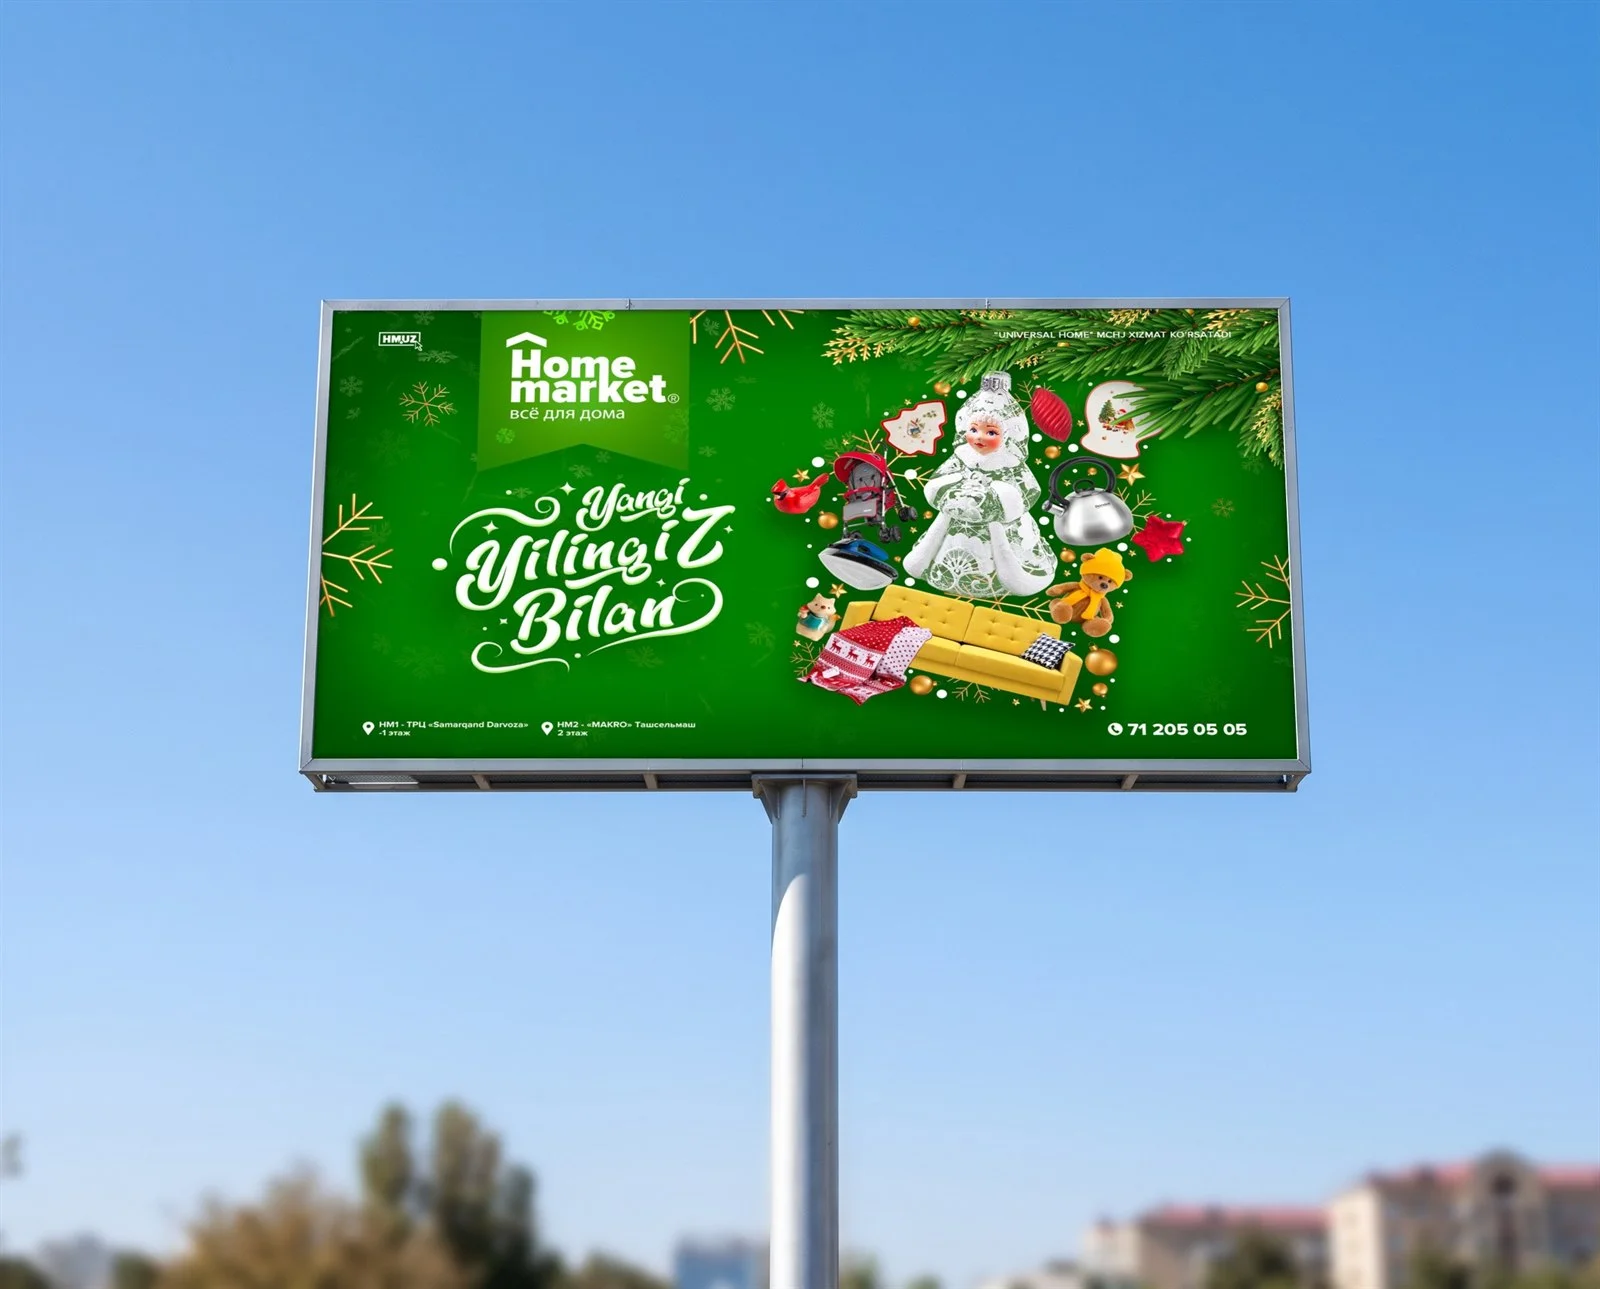 HM.UZ
Home
market®
всё для дома
"UNIVERSAL HOME" MCHJ XIZMAT KO'RSATADI
Yangi
Yilingiz
Bilan
HM1 - ТРЦ «Samarqand Darvoza»
-1 этаж
HM2 - «MAKRO» Ташсельмаш
2 этаж
71 205 05 05